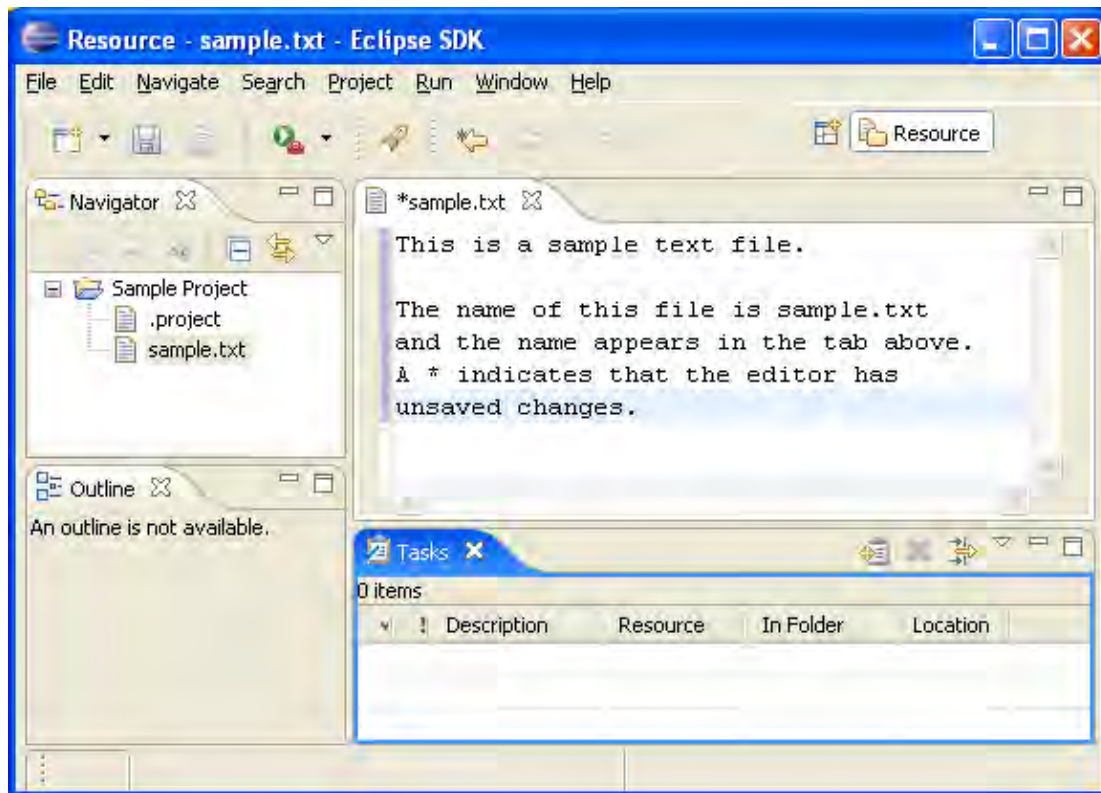 Resource - sample.txt - Eclipse SDK
File Edit Navigate Search Project Run Window Help
Resource
Navigator
Sample Project
.project
sample.txt
*sample.txt
This is a sample text file.
The name of this file is sample.txt
and the name appears in the tab above.
A * indicates that the editor has
unsaved changes.
Outline
An outline is not available.
Tasks
0 items
! Description Resource In Folder Location